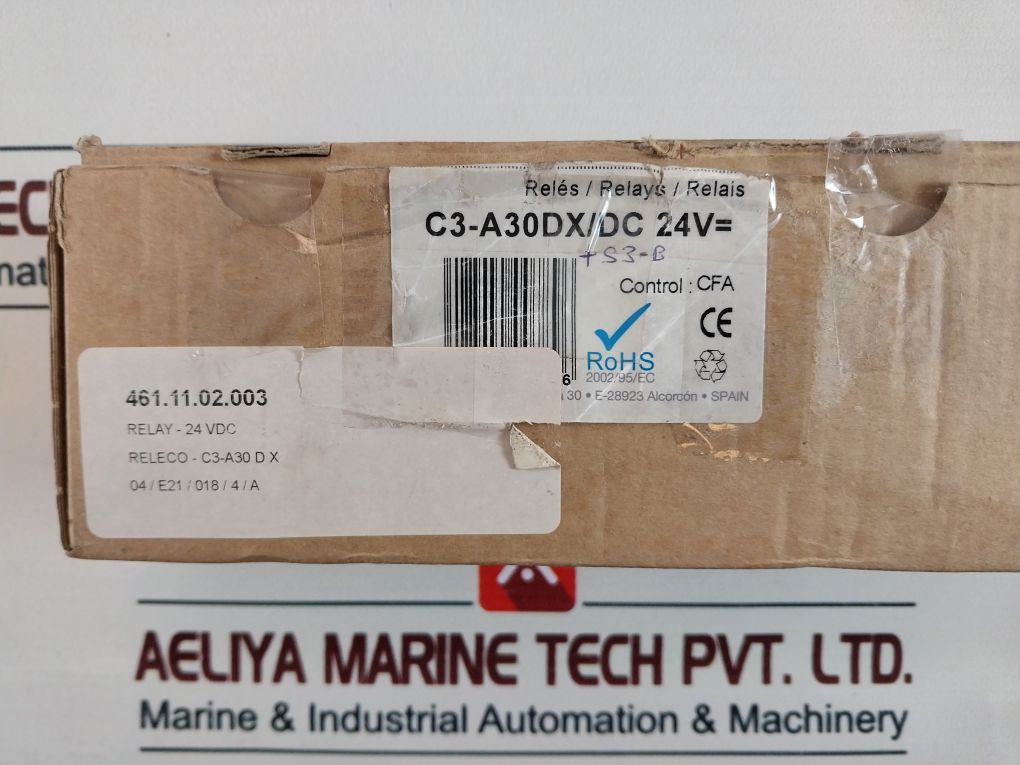 Relés / Relays / Relais
C3-A30DX/DC 24V=
+ S3-B
Control : CFA
CE
RoHS
2002/95/EC
6
30 • E-28923 Alcorcón • SPAIN
461.11.02.003
RELAY - 24 VDC
RELECO - C3-A30 D X
04 / E21 / 018 / 4 / A
AELIYA MARINE TECH PVT. LTD.
Marine & Industrial Automation & Machinery